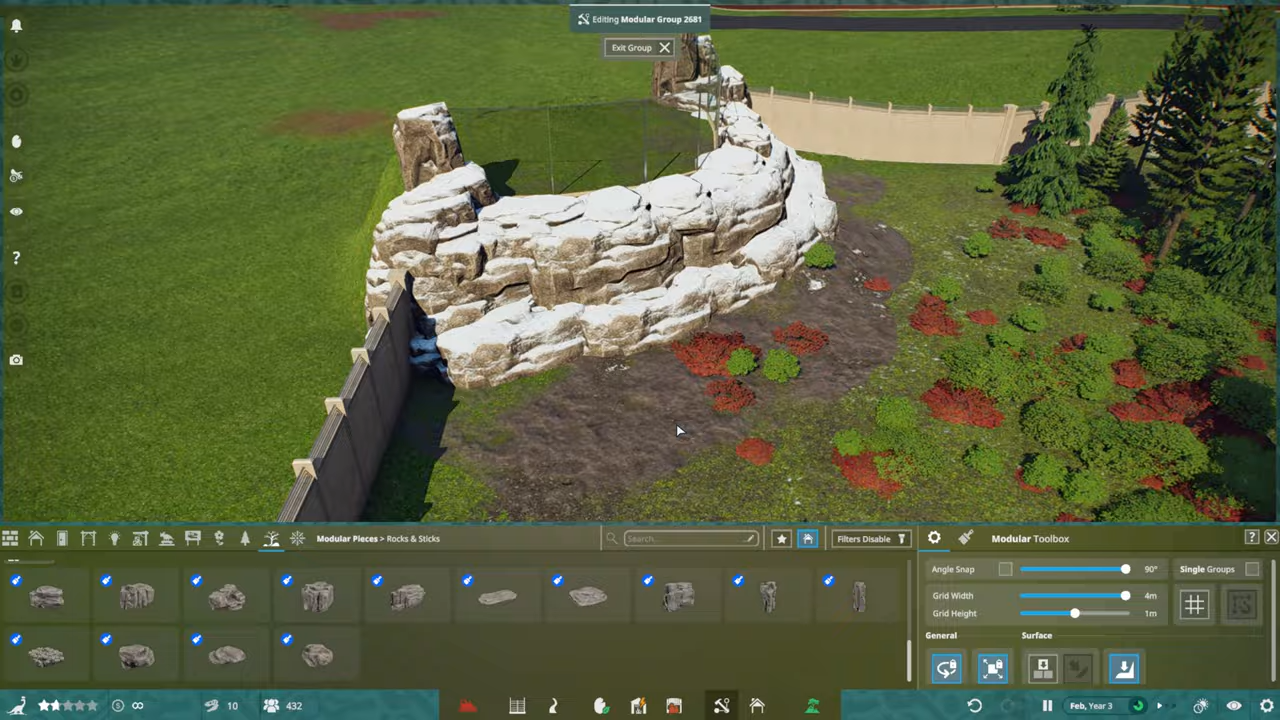 Editing Modular Group 2681
Exit Group
?
Modular Pieces > Rocks & Sticks
Search...
Filters Disable
Modular Toolbox
?
Angle Snap
90°
Single Groups
Grid Width
4m
Grid Height
1m
General
Surface
∞
10
432
Feb, Year 3